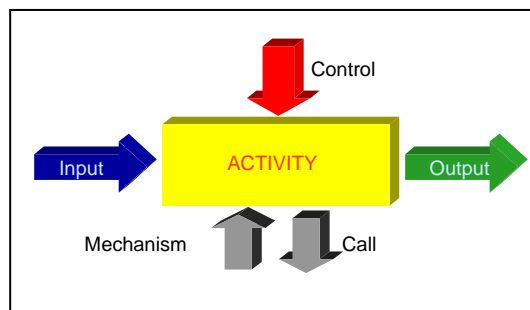 Control
ACTIVITY
Input
Output
Mechanism
Call